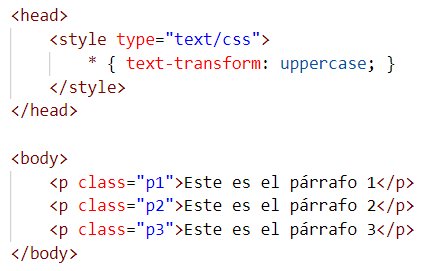 <head>
    <style type="text/css">
        * { text-transform: uppercase; }
    </style>
</head>

<body>
    <p class="p1">Este es el párrafo 1</p>
    <p class="p2">Este es el párrafo 2</p>
    <p class="p3">Este es el párrafo 3</p>
</body>